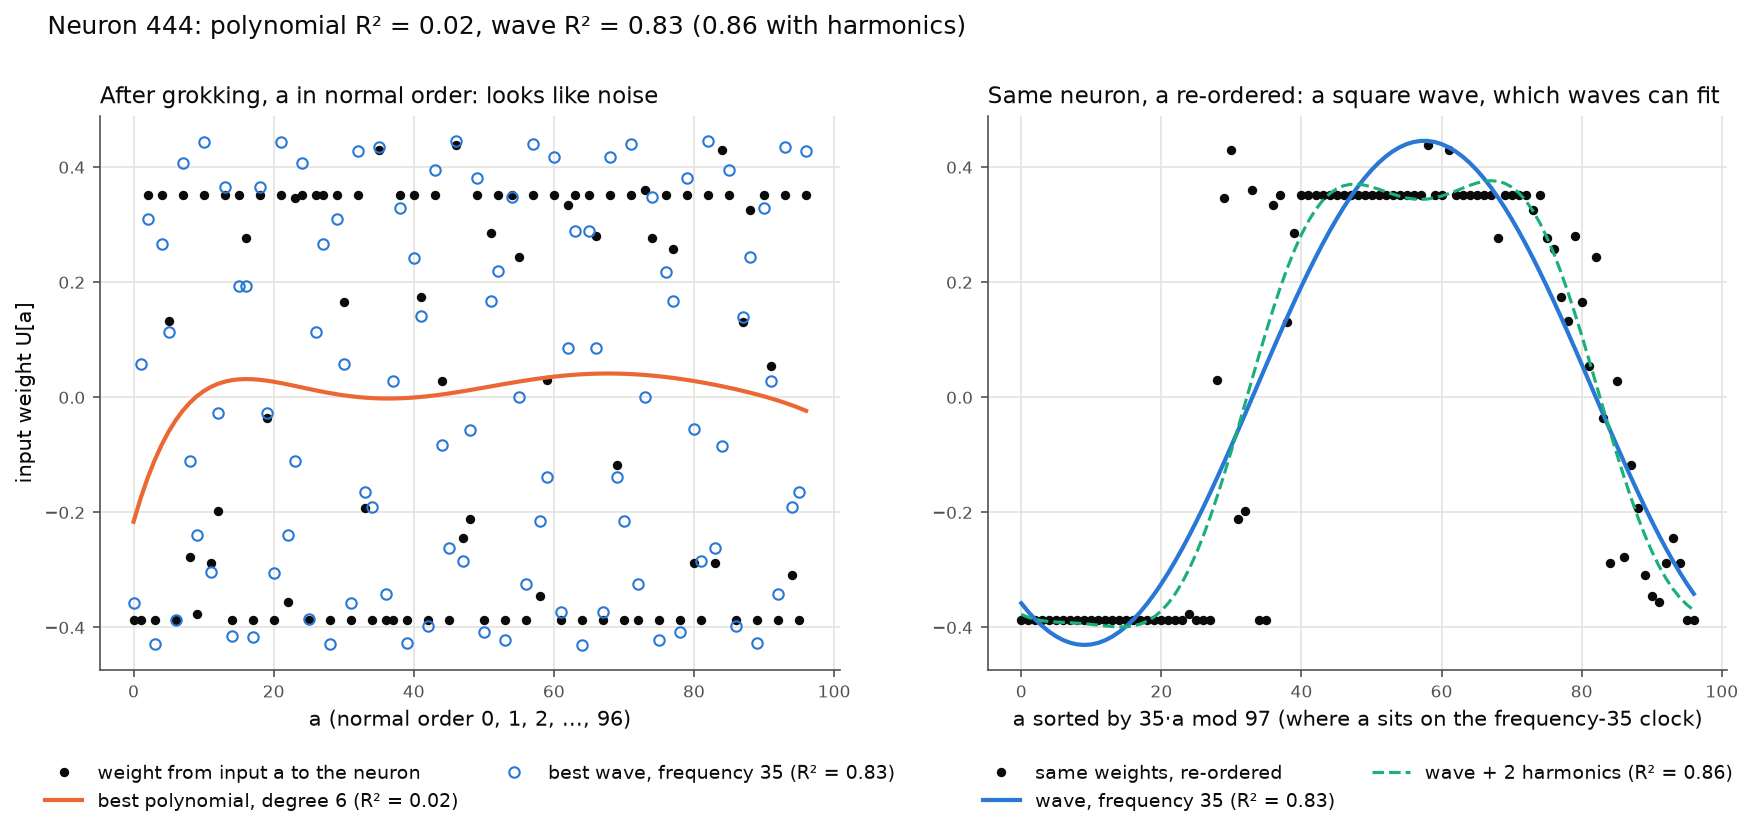 Neuron 444: polynomial R² = 0.02, wave R² = 0.83 (0.86 with harmonics)
After grokking, a in normal order: looks like noise
input weight U[a]
0.4
0.2
0.0
−0.2
−0.4
0 20 40 60 80 100
a (normal order 0, 1, 2, ..., 96)
weight from input a to the neuron
best polynomial, degree 6 (R² = 0.02)
best wave, frequency 35 (R² = 0.83)
Same neuron, a re-ordered: a square wave, which waves can fit
0.4
0.2
0.0
−0.2
−0.4
0 20 40 60 80 100
a sorted by 35·a mod 97 (where a sits on the frequency-35 clock)
same weights, re-ordered
wave, frequency 35 (R² = 0.83)
wave + 2 harmonics (R² = 0.86)